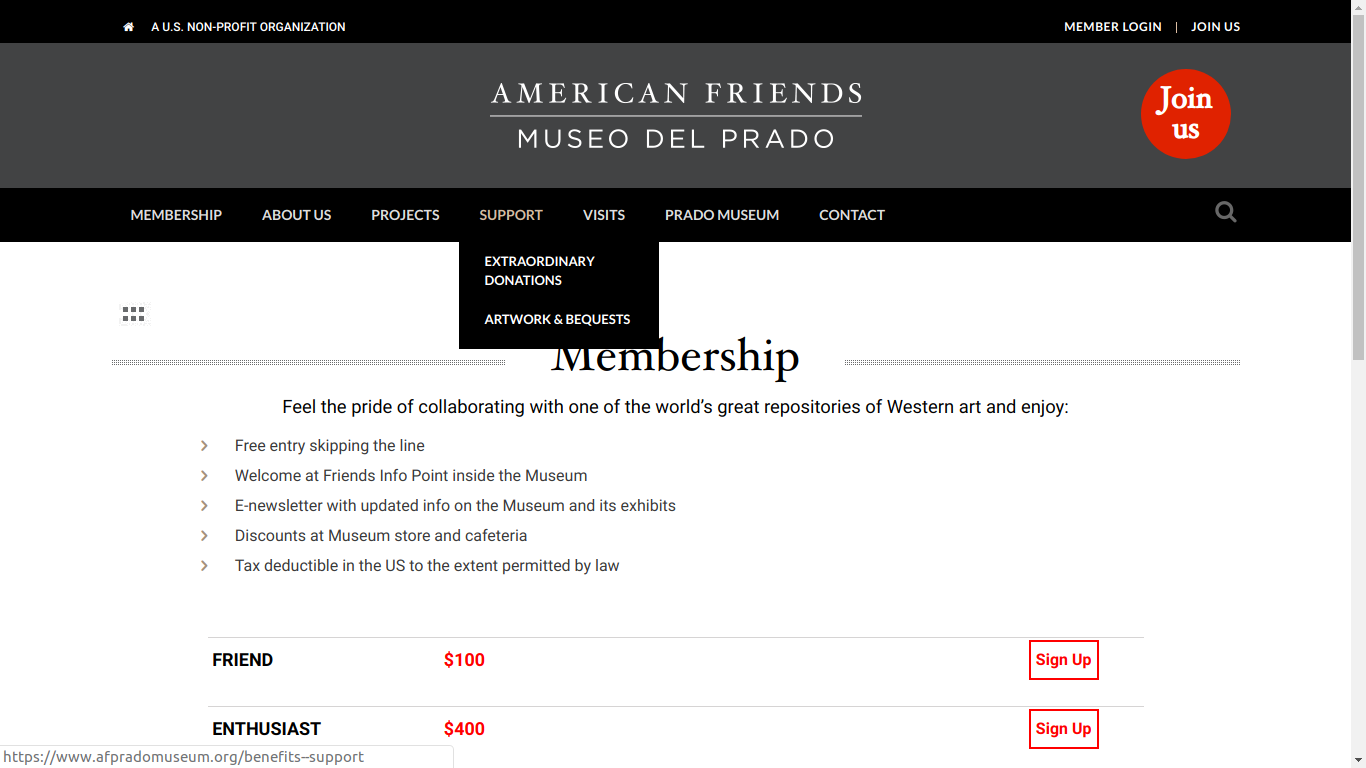 A U.S. NON-PROFIT ORGANIZATION
MEMBER LOGIN | JOIN US
AMERICAN FRIENDS
MUSEO DEL PRADO
Join
us
MEMBERSHIP ABOUT US PROJECTS SUPPORT VISITS PRADO MUSEUM CONTACT
EXTRAORDINARY
DONATIONS
ARTWORK & BEQUESTS
Membership
Feel the pride of collaborating with one of the world’s great repositories of Western art and enjoy:
Free entry skipping the line
Welcome at Friends Info Point inside the Museum
E-newsletter with updated info on the Museum and its exhibits
Discounts at Museum store and cafeteria
Tax deductible in the US to the extent permitted by law
FRIEND $100 Sign Up
ENTHUSIAST $400 Sign Up
https://www.afpradomuseum.org/benefits--support